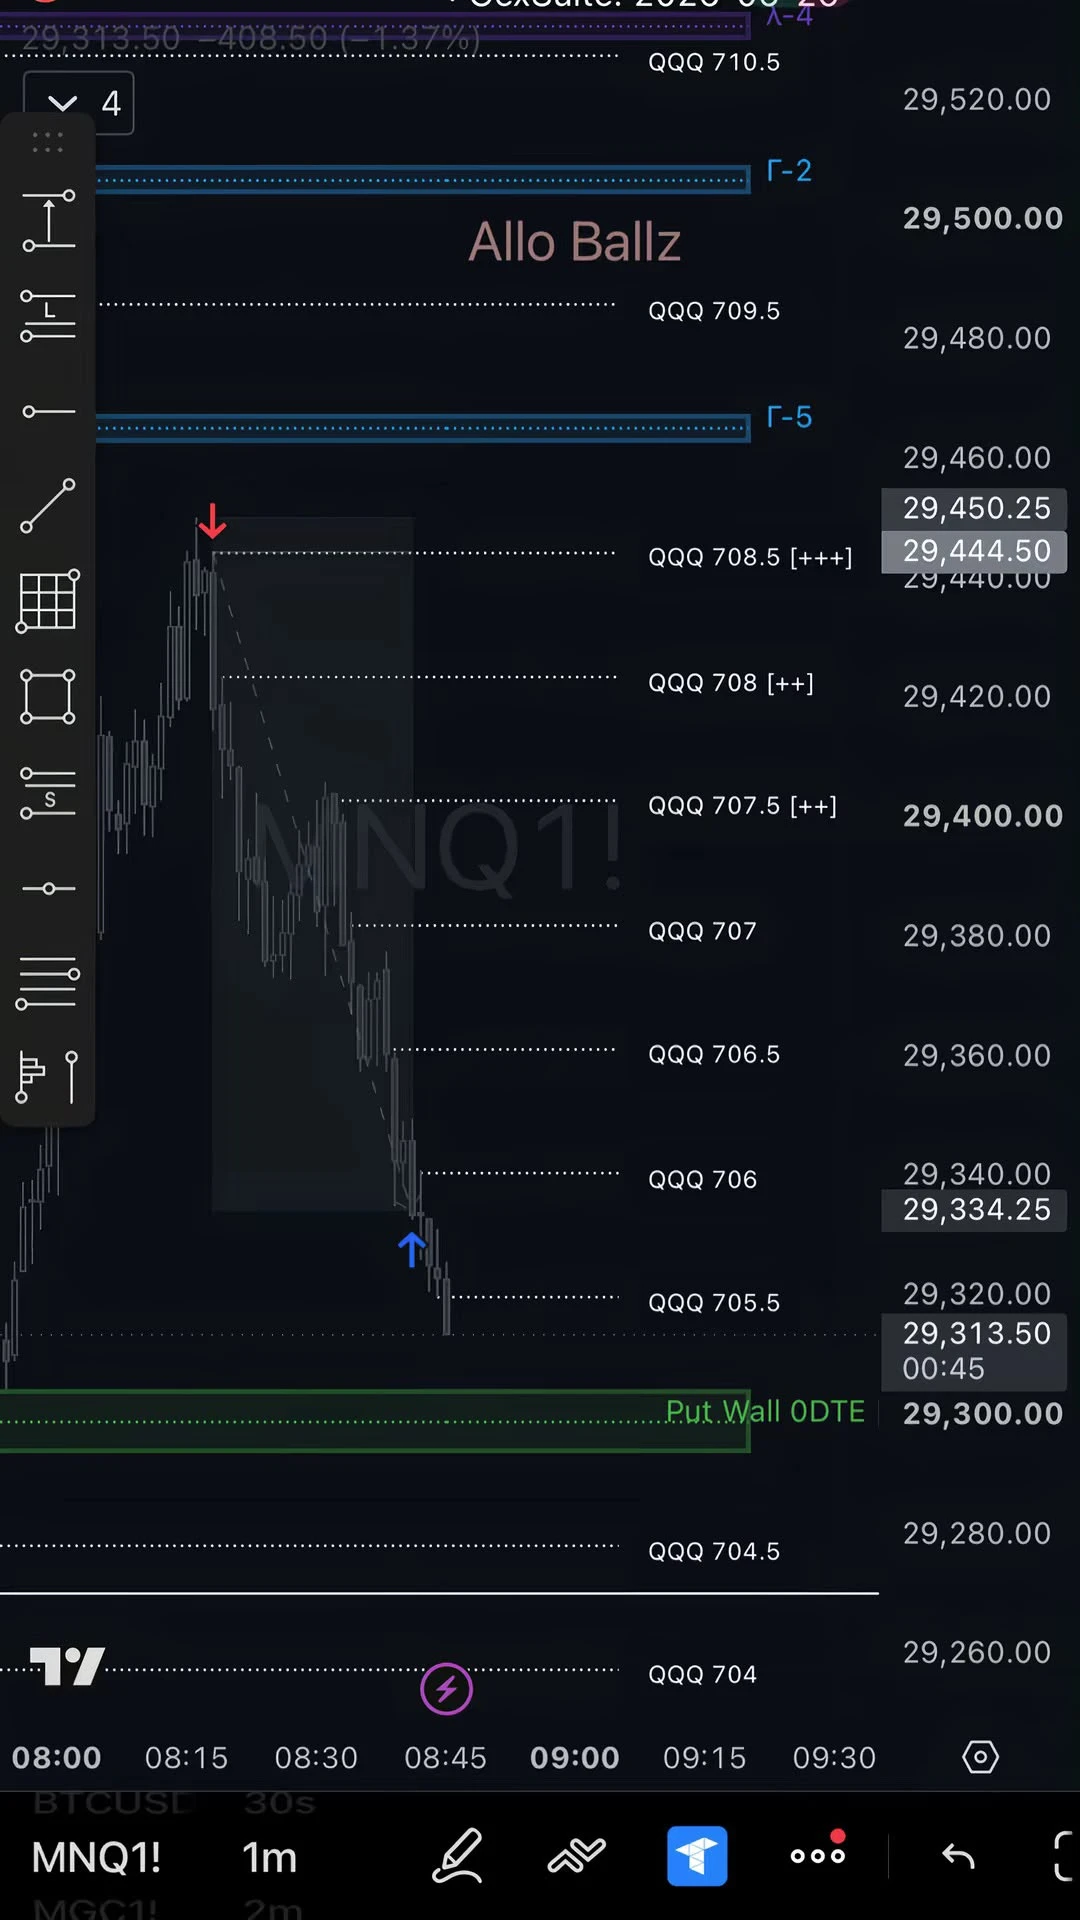 λ-4
29,313.50 −408.50 (−1.37%)
QQQ 710.5
4
29,520.00
Γ-2
29,500.00
Allo Ballz
QQQ 709.5
29,480.00
Γ-5
29,460.00
29,450.25
QQQ 708.5 [+++]
29,444.50
29,440.00
L
QQQ 708 [++]
29,420.00
S
QQQ 707.5 [++]
29,400.00
MNQ1!
QQQ 707
29,380.00
QQQ 706.5
29,360.00
QQQ 706
29,340.00
29,334.25
QQQ 705.5
29,320.00
29,313.50
00:45
Put Wall 0DTE
29,300.00
QQQ 704.5
29,280.00
QQQ 704
29,260.00
08:00 08:15 08:30 08:45 09:00 09:15 09:30
BTCUSD 30s
MNQ1! 1m
MGC1! 2m